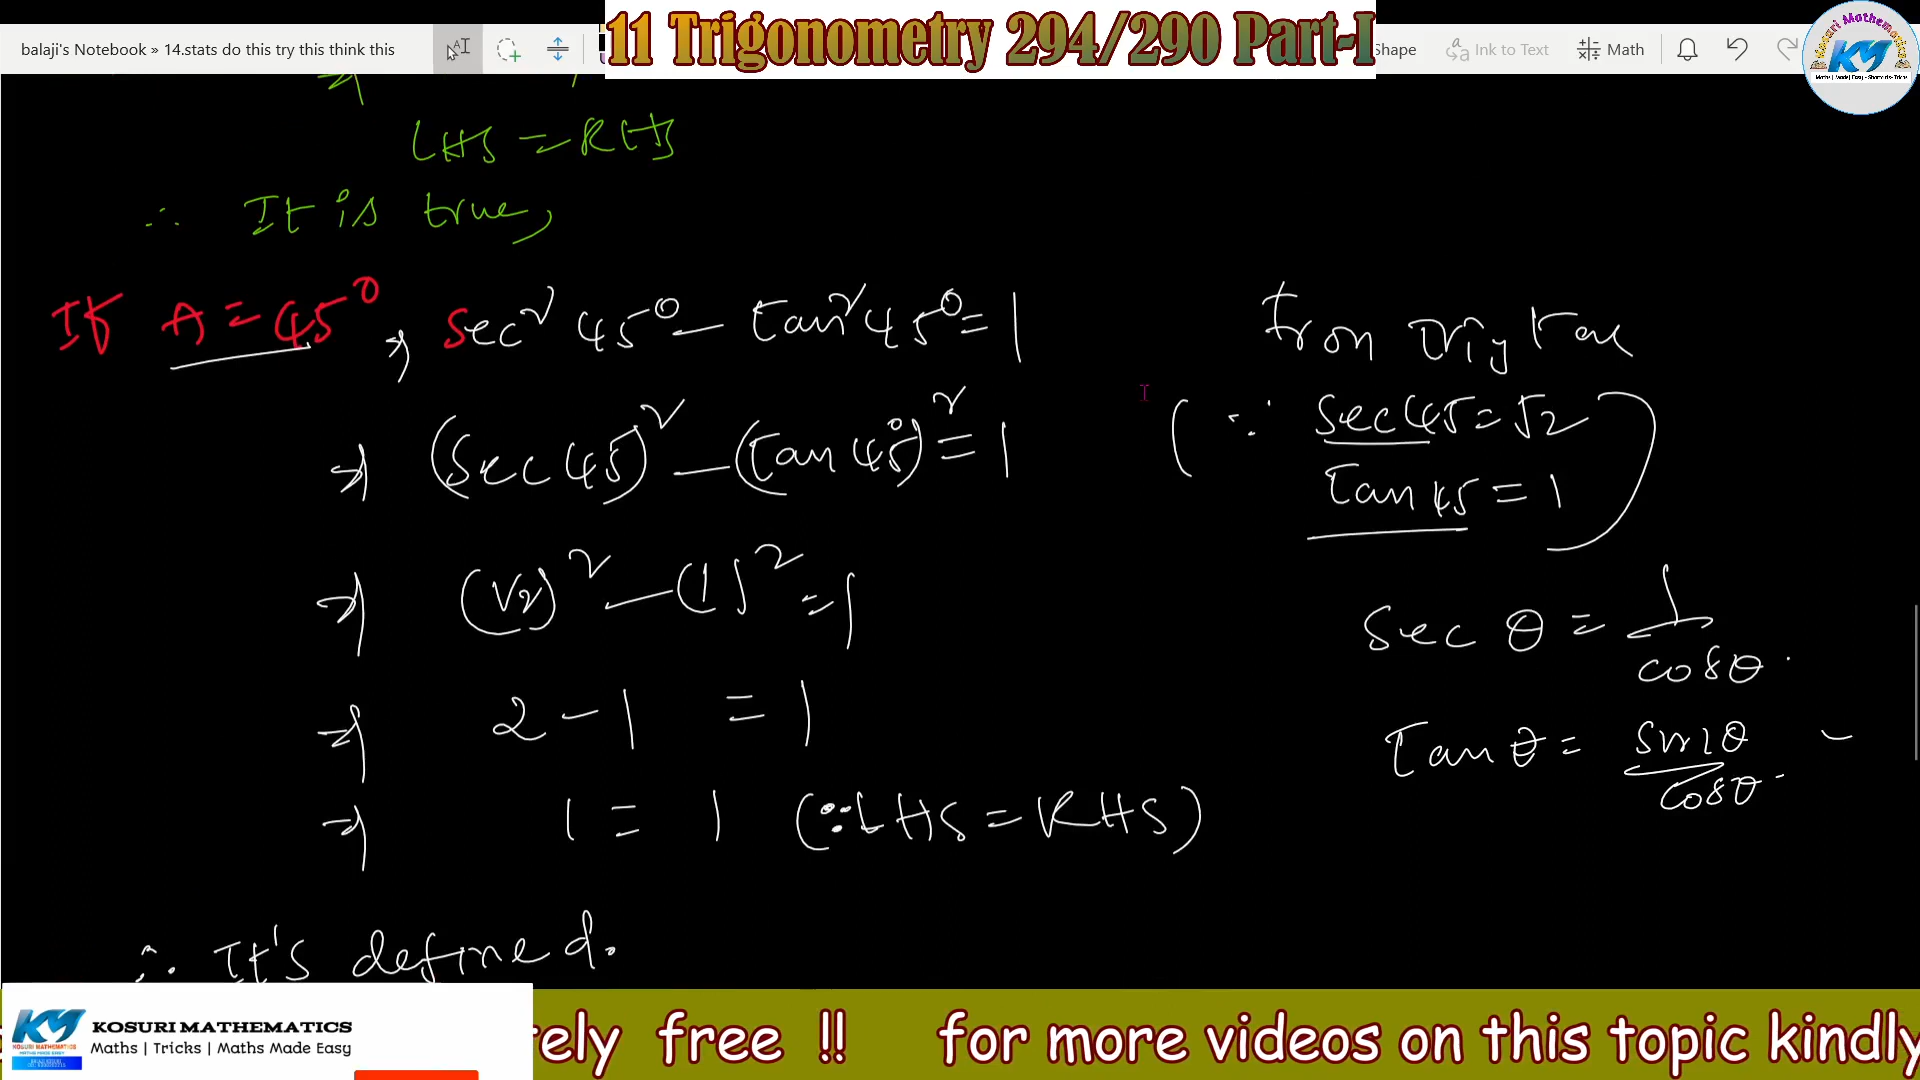 11 Trigonometry 294/290 Part-I
balaji's Notebook » 14.stats do this try this think this
Shape
Ink to Text
Math
LHS = RHS
∴ It is true,
If A = 45° ⇒ sec² 45° − tan² 45° = 1
⇒ (Sec 45)² − (tan 45°)² = 1
⇒ (√2)² − (1)² = 1
⇒ 2 − 1 = 1
⇒ 1 = 1 (∵ LHS = RHS)
∴ It's defined.
from trig
(∵ sec45 = √2
tan 45 = 1)
sec θ = 1/cosθ
tan θ = sinθ/cosθ
KM
KOSURI MATHEMATICS
Maths | Tricks | Maths Made Easy
rely free !! for more videos on this topic kindly